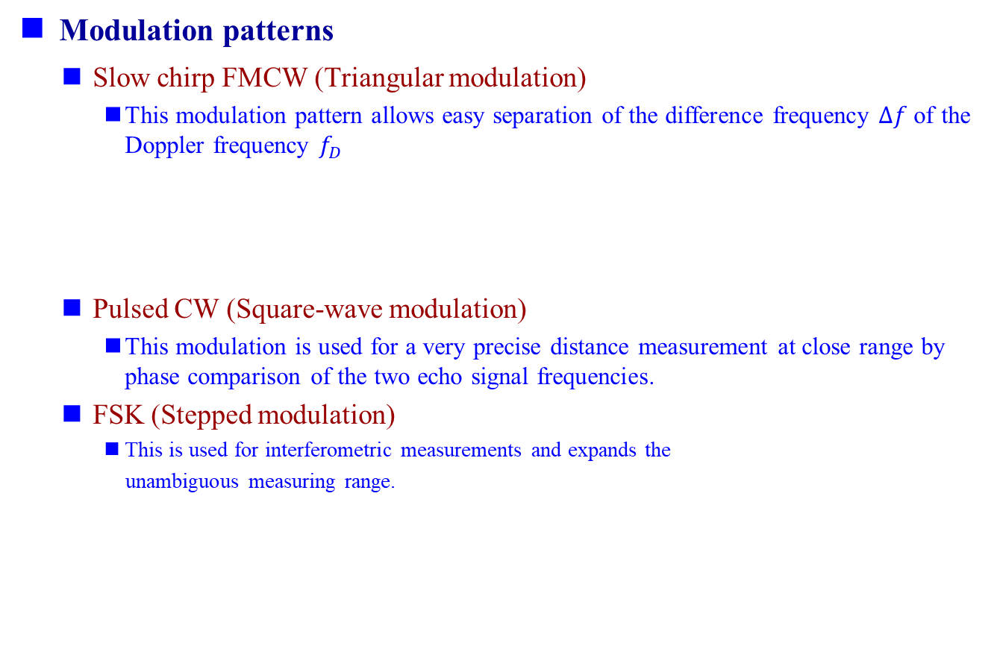 Modulation patterns
Slow chirp FMCW (Triangular modulation)
This modulation pattern allows easy separation of the difference frequency Δf of the
Doppler frequency f_D
Pulsed CW (Square-wave modulation)
This modulation is used for a very precise distance measurement at close range by
phase comparison of the two echo signal frequencies.
FSK (Stepped modulation)
This is used for interferometric measurements and expands the
unambiguous measuring range.